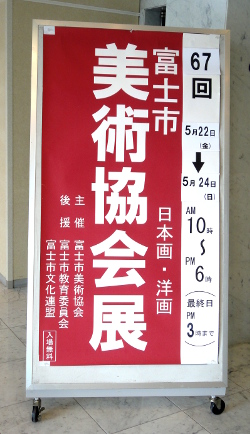 67回
5月22日
(金)
↓
5月24日
(日)
AM
10時
～
PM
6時
(最終日
PM
3時まで)
富士市
美術協会展
日本画・洋画
主催 富士市美術協会
後援 富士市教育委員会
富士市文化連盟
入場無料